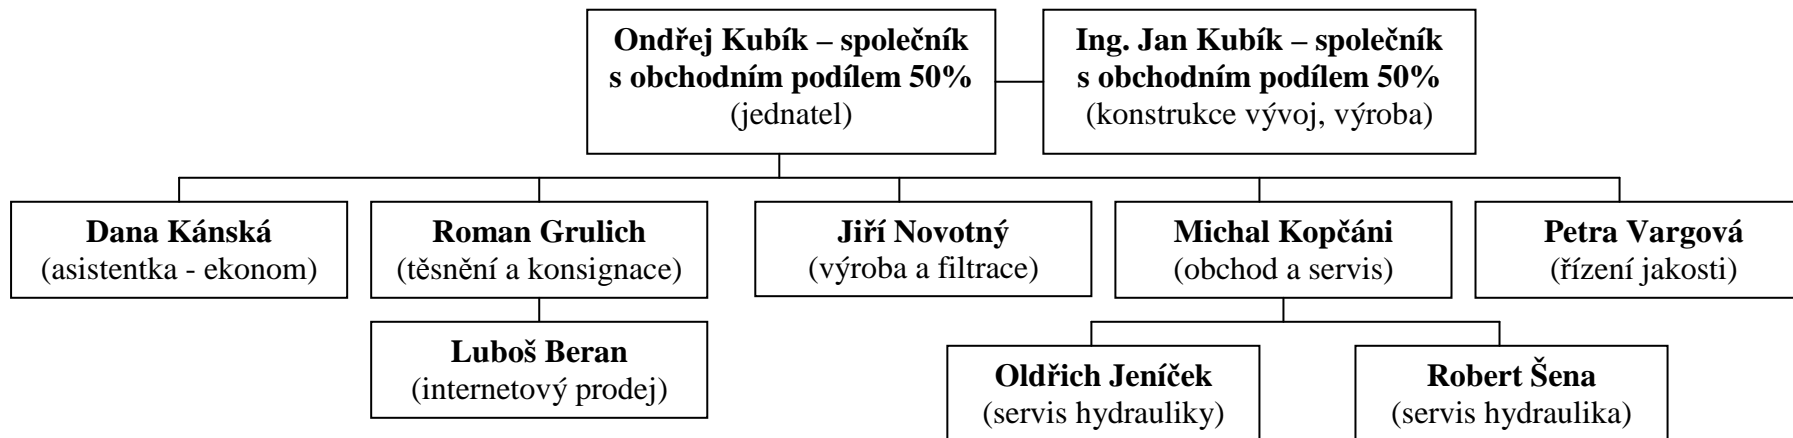 Ondřej Kubík – společník
s obchodním podílem 50%
(jednatel)
Ing. Jan Kubík – společník
s obchodním podílem 50%
(konstrukce vývoj, výroba)
Dana Kánská
(asistentka - ekonom)
Roman Grulich
(těsnění a konsignace)
Jiří Novotný
(výroba a filtrace)
Michal Kopčáni
(obchod a servis)
Petra Vargová
(řízení jakosti)
Luboš Beran
(internetový prodej)
Oldřich Jeníček
(servis hydrauliky)
Robert Šena
(servis hydraulika)